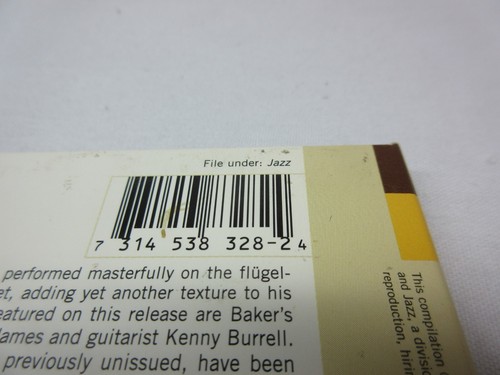 File under: Jazz
7 314 538 328-2 4
performed masterfully on the flügel-
et, adding yet another texture to his
eatured on this release are Baker's
lames and guitarist Kenny Burrell.
previously unissued, have been
This compilation
and Jazz, a divisi
reproduction, hirin